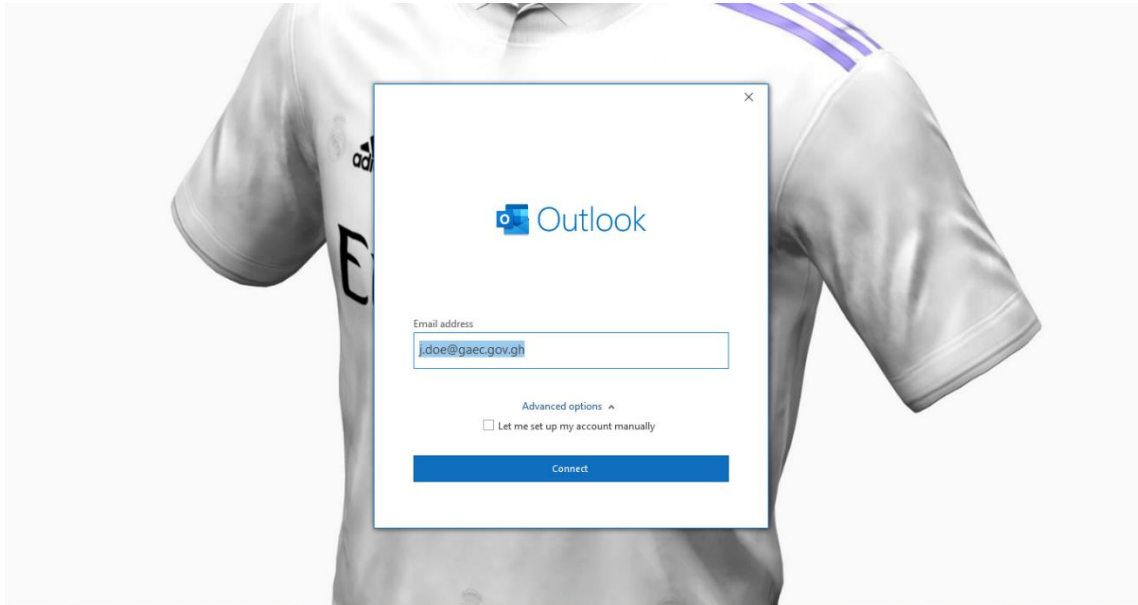 Outlook
Email address
j.doe@gaec.gov.gh
Advanced options
Let me set up my account manually
Connect